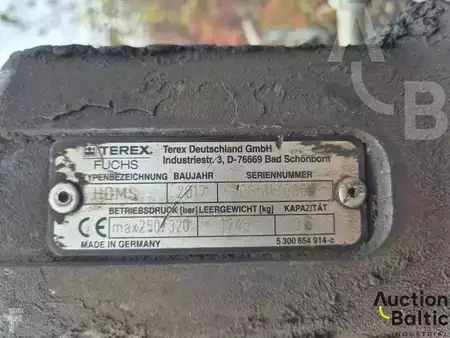 TEREX. Terex Deutschland GmbH
FUCHS Industriestr. 3, D-76669 Bad Schönborn
TYPENBEZEICHNUNG BAUJAHR SERIENNUMMER
HDMS 2017
BETRIEBSDRUCK [bar] LEERGEWICHT [kg] KAPAZITÄT
CE max250/320
MADE IN GERMANY 5 300 654 914-c
A
B
Auction
Baltic
INDUSTRIAL